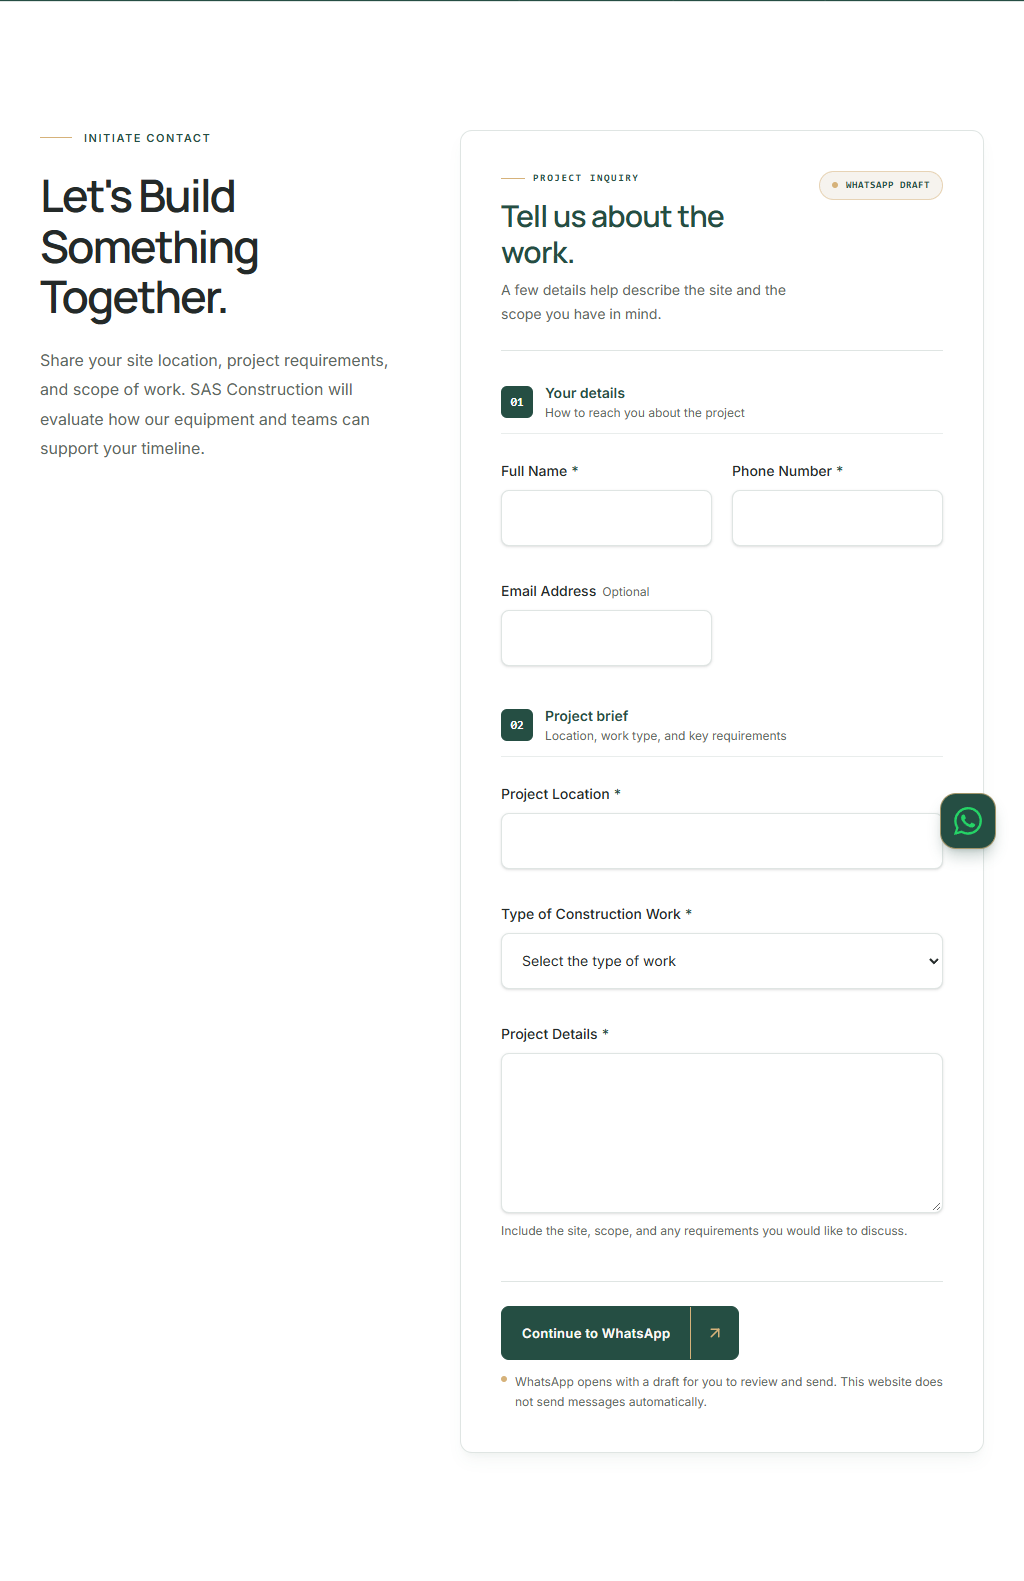 INITIATE CONTACT
Let's Build
Something
Together.
Share your site location, project requirements,
and scope of work. SAS Construction will
evaluate how our equipment and teams can
support your timeline.
PROJECT INQUIRY
WHATSAPP DRAFT
Tell us about the
work.
A few details help describe the site and the
scope you have in mind.
01
Your details
How to reach you about the project
Full Name *
Phone Number *
Email Address Optional
02
Project brief
Location, work type, and key requirements
Project Location *
Type of Construction Work *
Select the type of work
Project Details *
Include the site, scope, and any requirements you would like to discuss.
Continue to WhatsApp
WhatsApp opens with a draft for you to review and send. This website does
not send messages automatically.